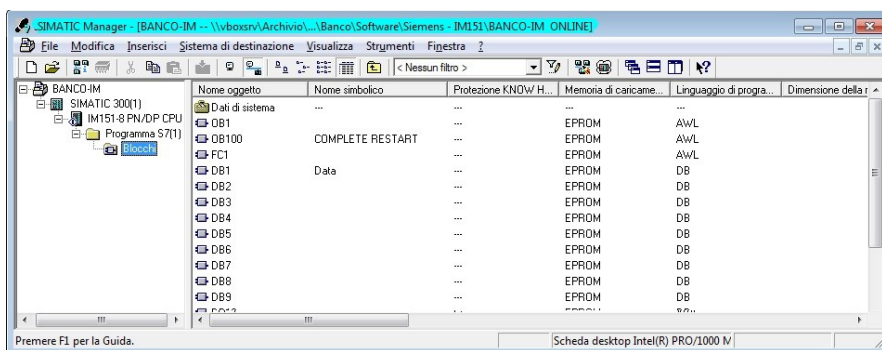 SIMATIC Manager - [BANCO-IM -- \\vboxsrv\Archivio\...\Banco\Software\Siemens - IM151\BANCO-IM ONLINE]
File Modifica Inserisci Sistema di destinazione Visualizza Strumenti Finestra ?
< Nessun filtro >
BANCO-IM
SIMATIC 300(1)
IM151-8 PN/DP CPU
Programma S7(1)
Blocchi
Nome oggetto Nome simbolico Protezione KNOW H... Memoria di caricame... Linguaggio di progra... Dimensione della
Dati di sistema --- --- --- ---
OB1 --- EPROM AWL
OB100 COMPLETE RESTART --- EPROM AWL
FC1 --- EPROM AWL
DB1 Data --- EPROM DB
DB2 --- EPROM DB
DB3 --- EPROM DB
DB4 --- EPROM DB
DB5 --- EPROM DB
DB6 --- EPROM DB
DB7 --- EPROM DB
DB8 --- EPROM DB
DB9 --- EPROM DB
Premere F1 per la Guida.
Scheda desktop Intel(R) PRO/1000 M